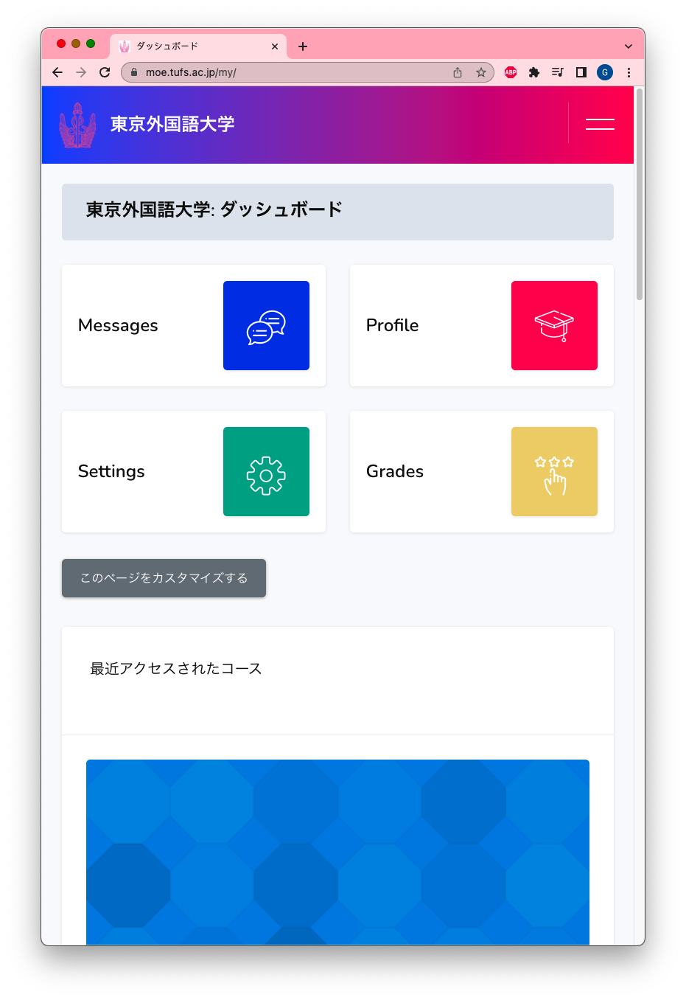 ダッシュボード
moe.tufs.ac.jp/my/
ABP
G
東京外国語大学
東京外国語大学: ダッシュボード
Messages
Profile
Settings
Grades
このページをカスタマイズする
最近アクセスされたコース